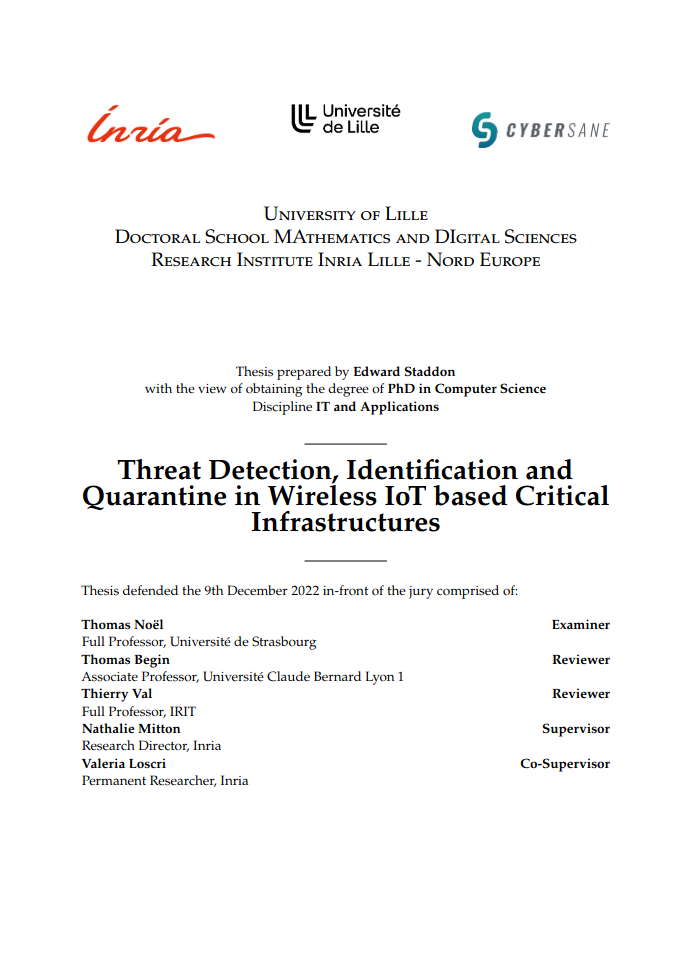 Inria
Université
de Lille
CYBERSANE
University of Lille
Doctoral School MAthematics and DIgital Sciences
Research Institute Inria Lille - Nord Europe
Thesis prepared by Edward Staddon
with the view of obtaining the degree of PhD in Computer Science
Discipline IT and Applications
Threat Detection, Identification and
Quarantine in Wireless IoT based Critical
Infrastructures
Thesis defended the 9th December 2022 in-front of the jury comprised of:
Thomas Noël Examiner
Full Professor, Université de Strasbourg
Thomas Begin Reviewer
Associate Professor, Université Claude Bernard Lyon 1
Thierry Val Reviewer
Full Professor, IRIT
Nathalie Mitton Supervisor
Research Director, Inria
Valeria Loscri Co-Supervisor
Permanent Researcher, Inria